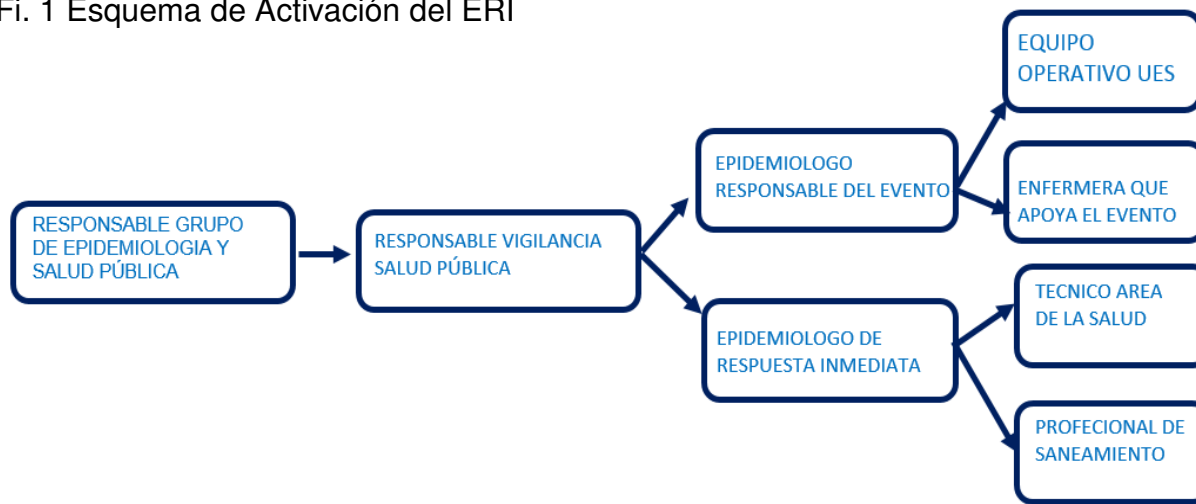 Fi. 1 Esquema de Activación del ERI
RESPONSABLE GRUPO
DE EPIDEMIOLOGIA Y
SALUD PÚBLICA
RESPONSABLE VIGILANCIA
SALUD PÚBLICA
EPIDEMIOLOGO
RESPONSABLE DEL EVENTO
EPIDEMIOLOGO DE
RESPUESTA INMEDIATA
EQUIPO
OPERATIVO UES
ENFERMERA QUE
APOYA EL EVENTO
TECNICO AREA
DE LA SALUD
PROFECIONAL DE
SANEAMIENTO